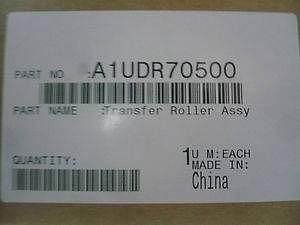 PART NO :A1UDR70500
PART NAME :Transfer Roller Assy
QUANTITY: 1 U M:EACH
MADE IN:
China